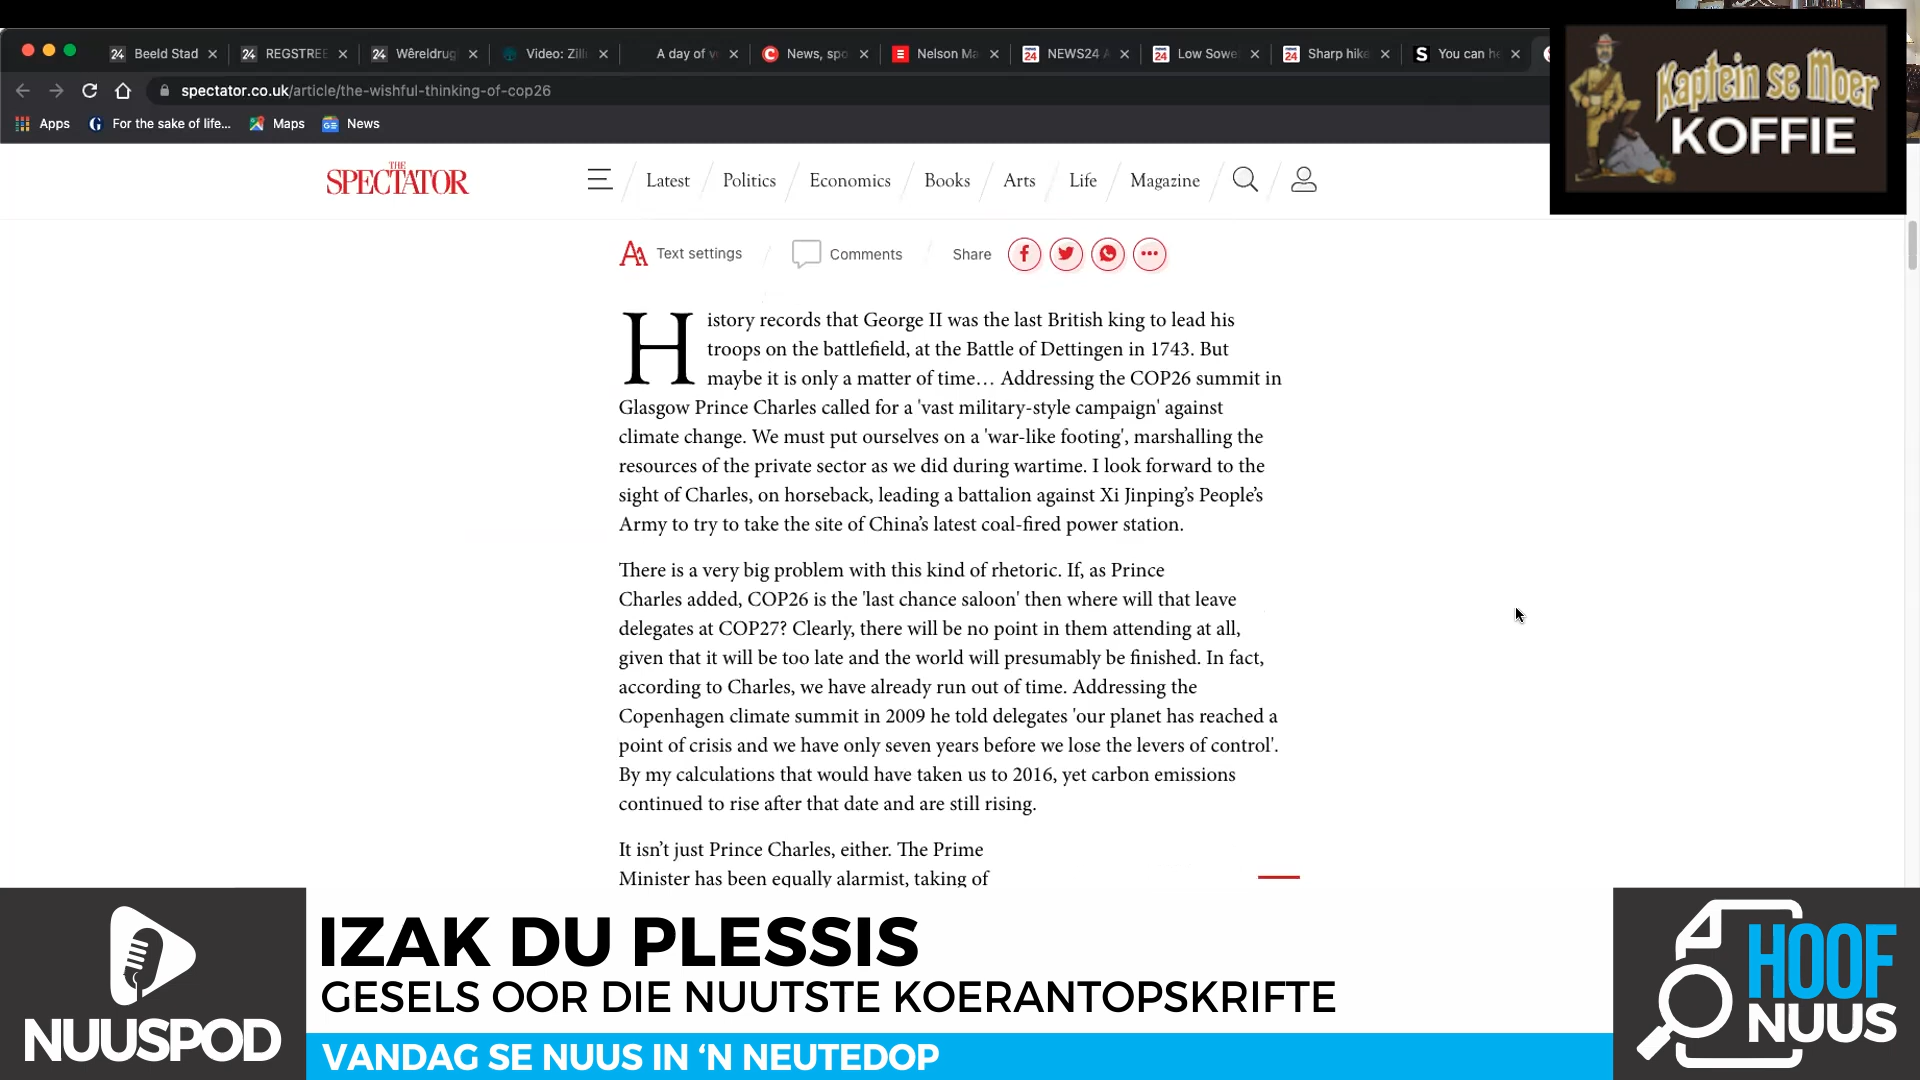 24 Beeld Stad
24 REGSTREE
24 Wêreldrug
Video: Zill
A day of v
News, spo
Nelson Ma
NEWS 24 NEWS24 A
NEWS 24 Low Sowe
NEWS 24 Sharp hike
S You can he
spectator.co.uk/article/the-wishful-thinking-of-cop26
Apps
G For the sake of life...
Maps
News
Kaptein se Moer
KOFFIE
THE
SPECTATOR
Latest
Politics
Economics
Books
Arts
Life
Magazine
AA Text settings
Comments
Share
History records that George II was the last British king to lead his
troops on the battlefield, at the Battle of Dettingen in 1743. But
maybe it is only a matter of time… Addressing the COP26 summit in
Glasgow Prince Charles called for a 'vast military-style campaign' against
climate change. We must put ourselves on a 'war-like footing', marshalling the
resources of the private sector as we did during wartime. I look forward to the
sight of Charles, on horseback, leading a battalion against Xi Jinping’s People’s
Army to try to take the site of China’s latest coal-fired power station.
There is a very big problem with this kind of rhetoric. If, as Prince
Charles added, COP26 is the 'last chance saloon' then where will that leave
delegates at COP27? Clearly, there will be no point in them attending at all,
given that it will be too late and the world will presumably be finished. In fact,
according to Charles, we have already run out of time. Addressing the
Copenhagen climate summit in 2009 he told delegates 'our planet has reached a
point of crisis and we have only seven years before we lose the levers of control'.
By my calculations that would have taken us to 2016, yet carbon emissions
continued to rise after that date and are still rising.
It isn’t just Prince Charles, either. The Prime
Minister has been equally alarmist, taking of
NUUSPOD
IZAK DU PLESSIS
GESELS OOR DIE NUUTSTE KOERANTOPSKRIFTE
VANDAG SE NUUS IN ‘N NEUTEDOP
HOOF
NUUS